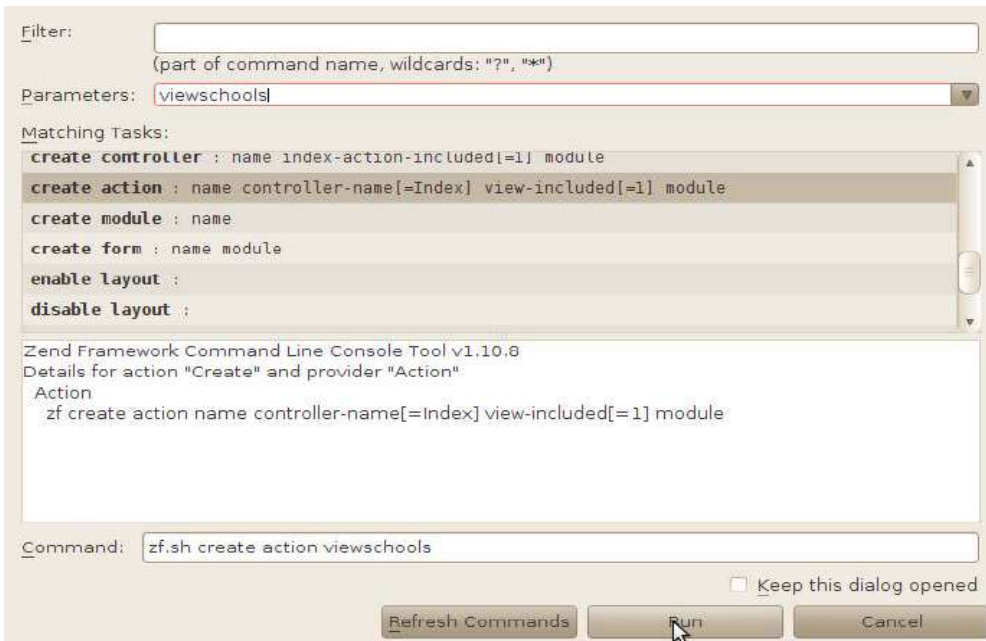 Filter:
(part of command name, wildcards: "?", "*")
Parameters: viewschools
Matching Tasks:
create controller : name index-action-included[=1] module
create action : name controller-name[=Index] view-included[=1] module
create module : name
create form : name module
enable layout :
disable layout :
Zend Framework Command Line Console Tool v1.10.8
Details for action "Create" and provider "Action"
Action
zf create action name controller-name[=Index] view-included[=1] module
Command: zf.sh create action viewschools
Keep this dialog opened
Refresh Commands Run Cancel